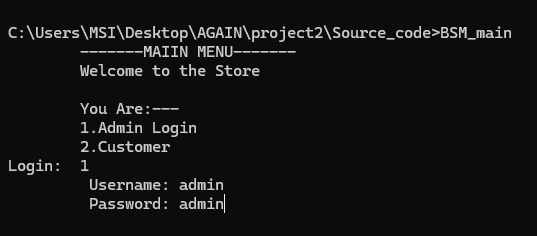 C:\Users\MSI\Desktop\AGAIN\project2\Source_code>BSM_main
-------MAIIN MENU-------
Welcome to the Store
You Are:---
1.Admin Login
2.Customer
Login: 1
Username: admin
Password: admin